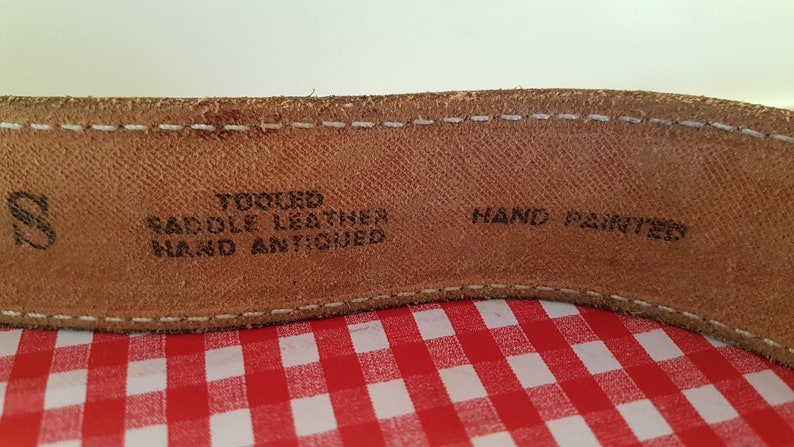 S
TOOLED
SADDLE LEATHER
HAND ANTIQUED
HAND PAINTED